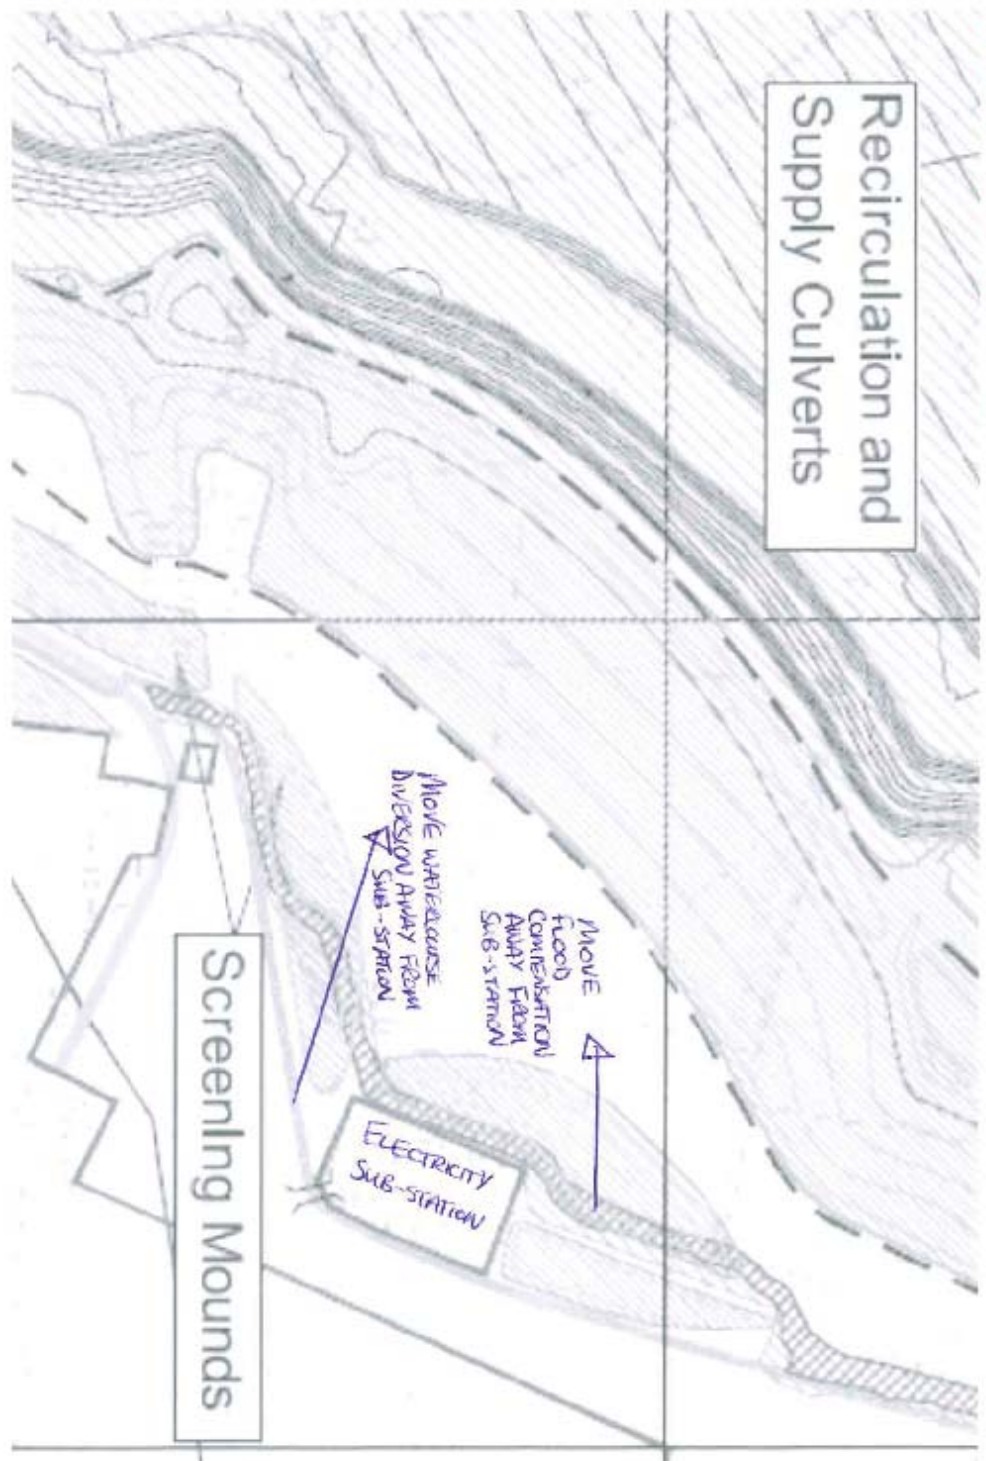 Recirculation and
Supply Culverts
MOVE WATERCOURSE
DIVERSION AWAY FROM
SUB-STATION
MOVE
FLOOD
COMPENSATION
AWAY FROM
SUB-STATION
ELECTRICITY
SUB-STATION
Screening Mounds